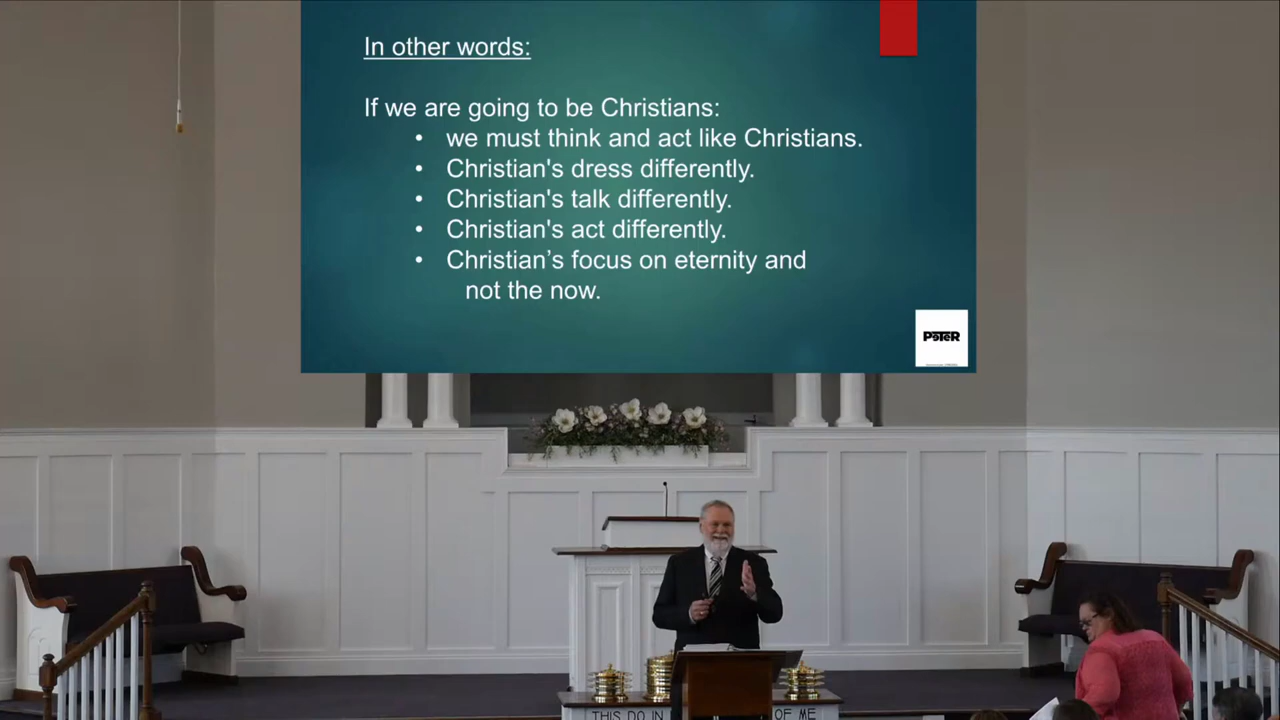 In other words:
If we are going to be Christians:
• we must think and act like Christians.
• Christian's dress differently.
• Christian's talk differently.
• Christian's act differently.
• Christian’s focus on eternity and
not the now.
PeTeR
THIS DO IN
OF ME